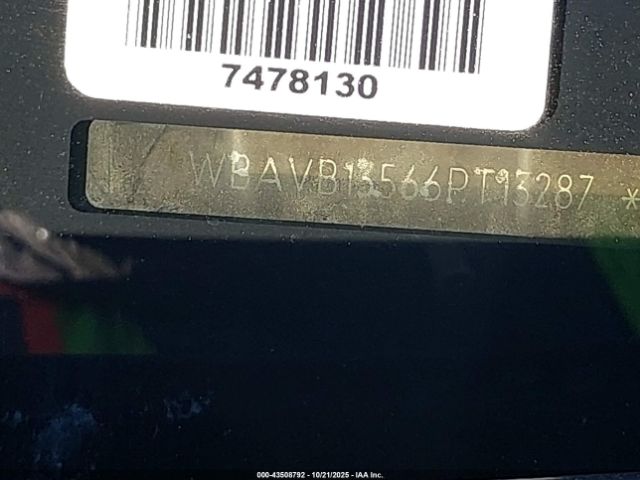 7478130
WBAVB13566PT13287 *
000-43508792 - 10/21/2025 - IAA Inc.